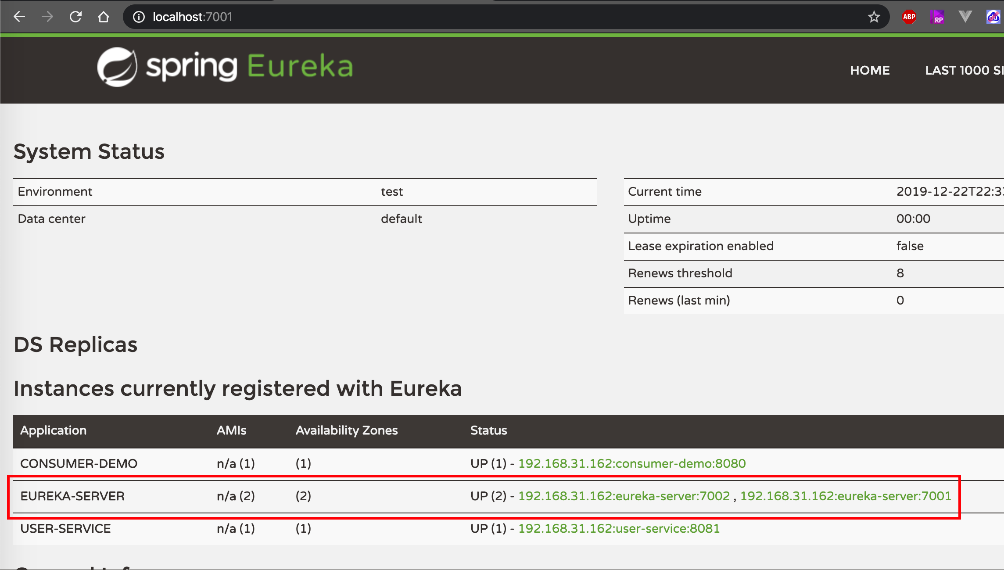 localhost:7001
ABP
RP
spring Eureka
HOME
LAST 1000 SI
System Status
Environment test
Data center default
Current time 2019-12-22T22:3
Uptime 00:00
Lease expiration enabled false
Renews threshold 8
Renews (last min) 0
DS Replicas
Instances currently registered with Eureka
Application AMIs Availability Zones Status
CONSUMER-DEMO n/a (1) (1) UP (1) - 192.168.31.162:consumer-demo:8080
EUREKA-SERVER n/a (2) (2) UP (2) - 192.168.31.162:eureka-server:7002 , 192.168.31.162:eureka-server:7001
USER-SERVICE n/a (1) (1) UP (1) - 192.168.31.162:user-service:8081